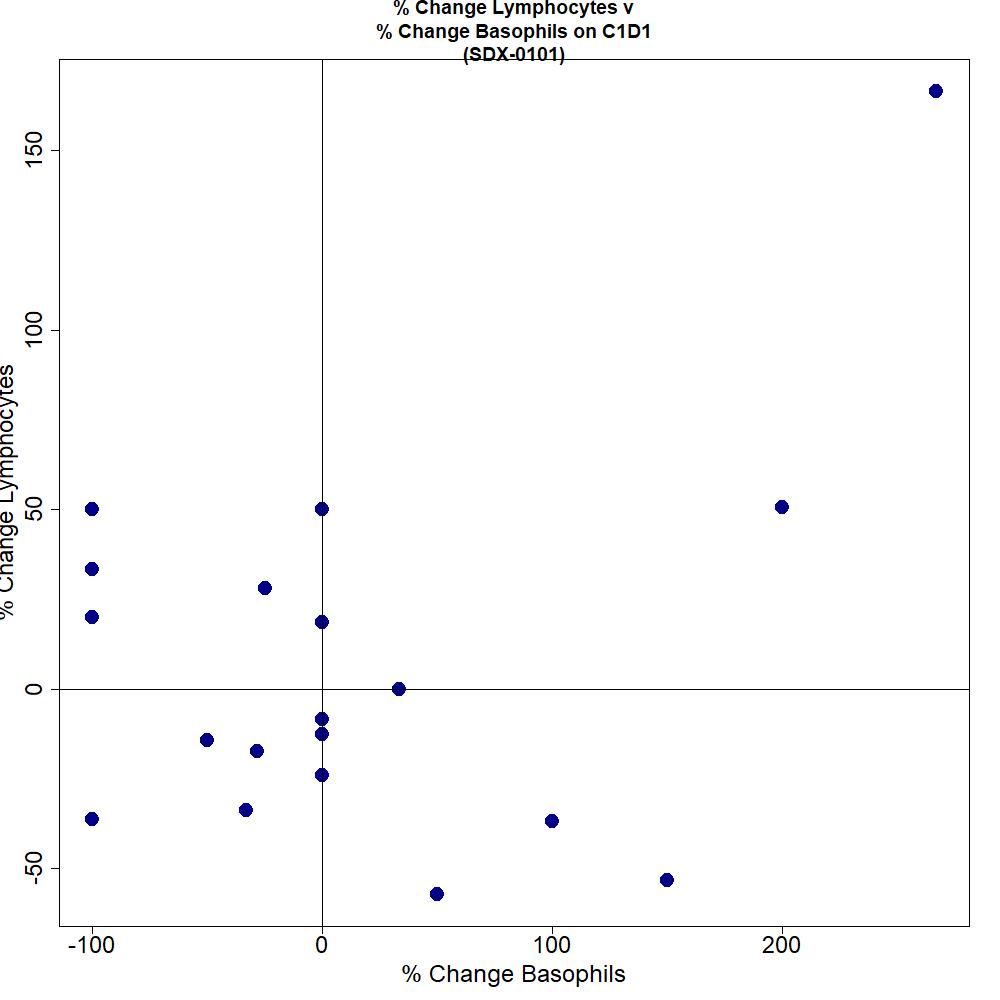 % Change Lymphocytes v
% Change Basophils on C1D1
(SDX-0101)
% Change Lymphocytes
150
100
50
0
-50
-100
0
100
200
% Change Basophils